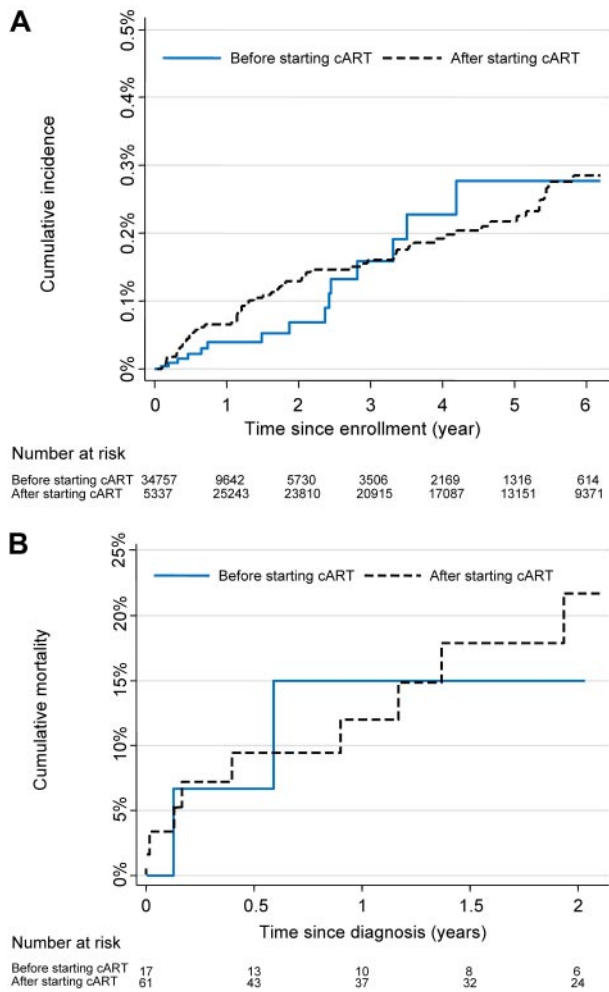 A
0.5%
0.4%
0.3%
0.2%
0.1%
0%
Cumulative incidence
Before starting cART After starting cART
0 1 2 3 4 5 6
Time since enrollment (year)
Number at risk
Before starting cART 34757 9642 5730 3506 2169 1316 614
After starting cART 5337 25243 23810 20915 17087 13151 9371
B
25%
20%
15%
10%
5%
0%
Cumulative mortality
Before starting cART After starting cART
0 0.5 1 1.5 2
Time since diagnosis (years)
Number at risk
Before starting cART 17 13 10 8 6
After starting cART 61 43 37 32 24